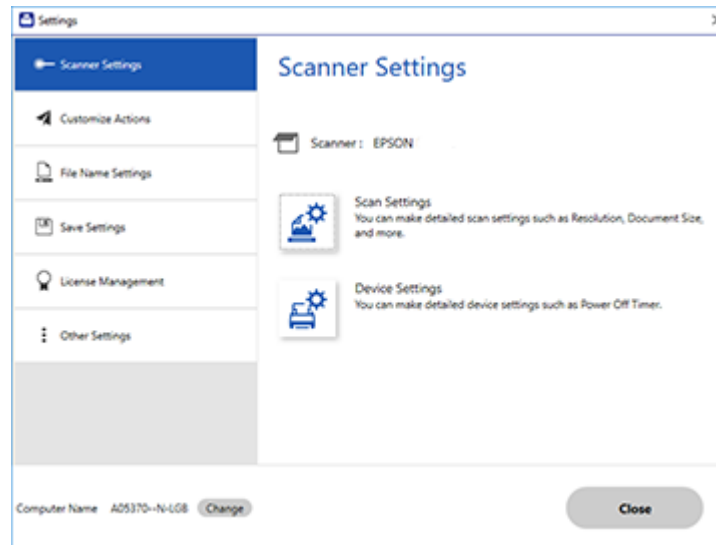 Settings
Scanner Settings
Customize Actions
File Name Settings
Save Settings
License Management
Other Settings
Scanner Settings
Scanner : EPSON
Scan Settings
You can make detailed scan settings such as Resolution, Document Size,
and more.
Device Settings
You can make detailed device settings such as Power Off Timer.
Computer Name A05370--N-LGB Change
Close